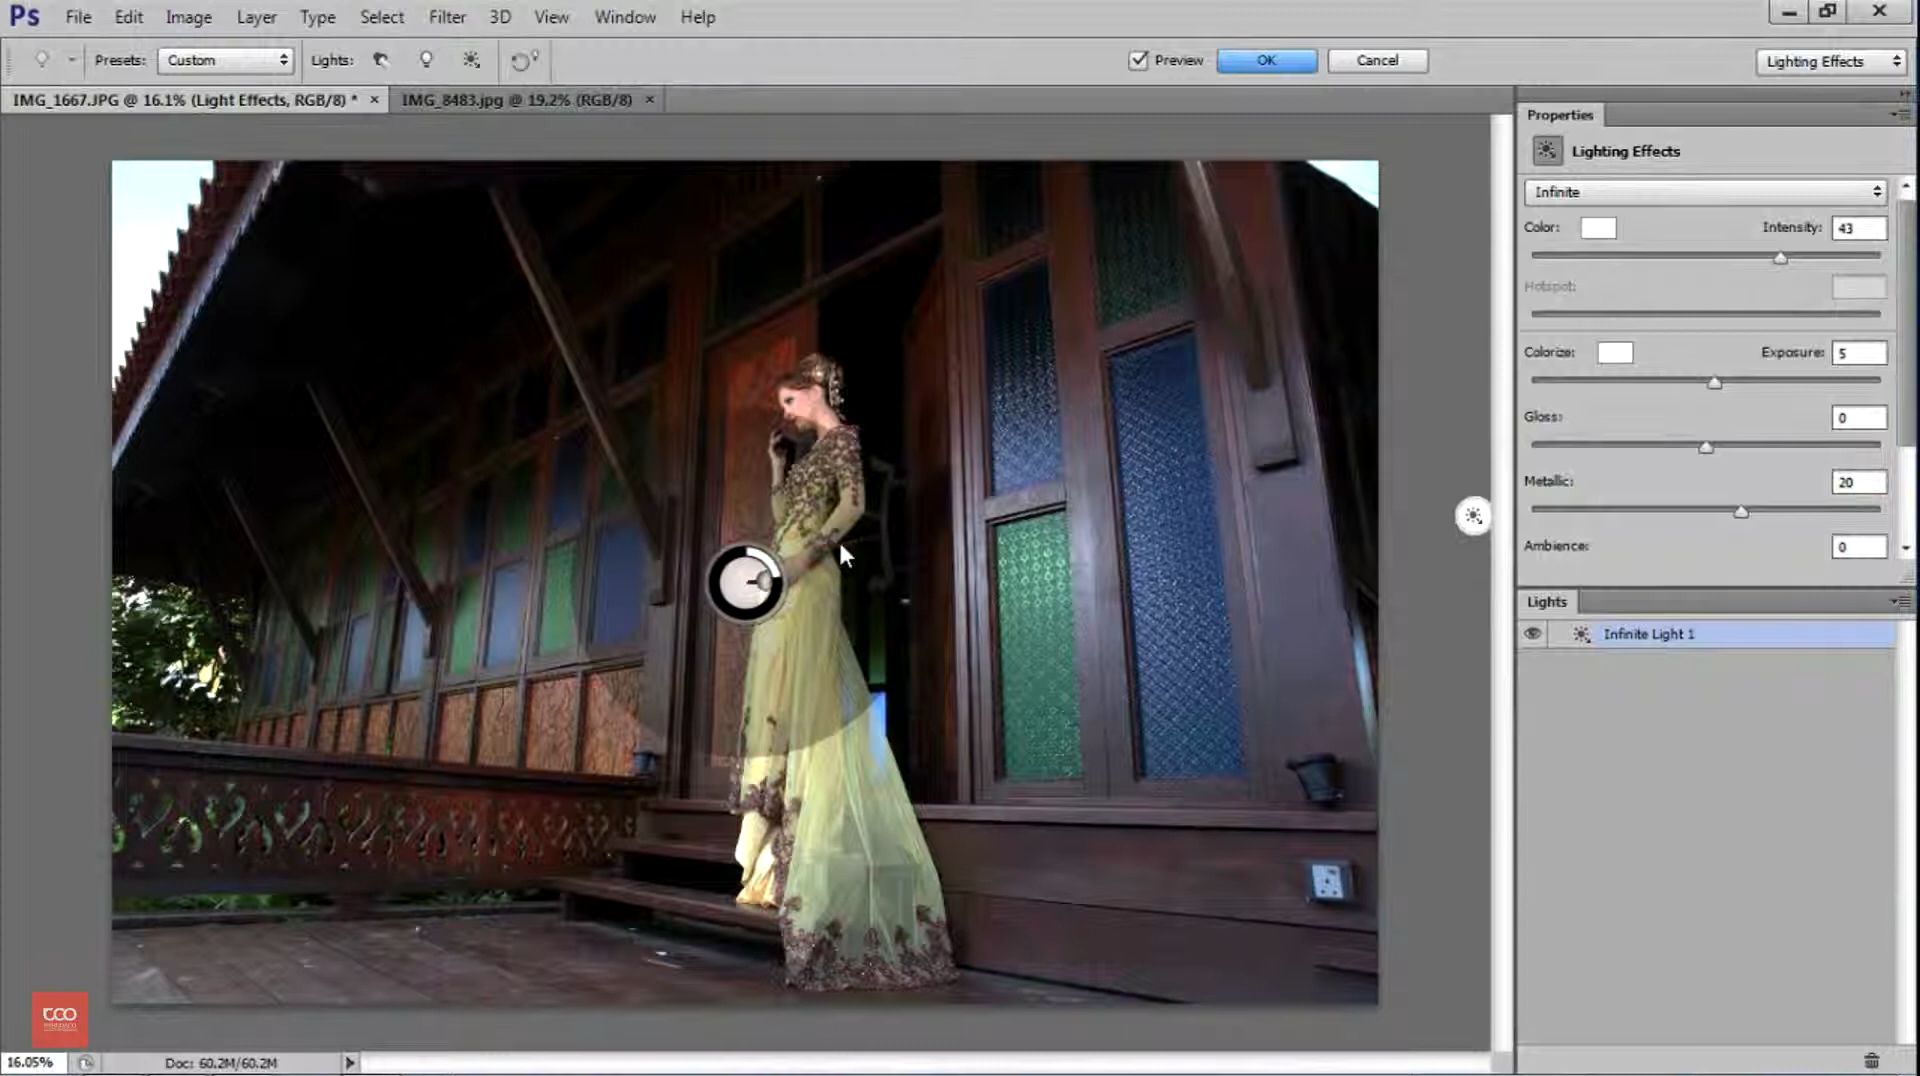 Ps File Edit Image Layer Type Select Filter 3D View Window Help
Presets: Custom Lights: Preview OK Cancel Lighting Effects
IMG_1667.JPG @ 16.1% (Light Effects, RGB/8) * × IMG_8483.jpg @ 19,2% (RGB/8) ×
Properties
Lighting Effects
Infinite
Color: Intensity: 43
Hotspot:
Colorize: Exposure: 5
Gloss: 0
Metallic: 20
Ambience: 0
Lights
Infinite Light 1
16.05% Doc: 60.2M/60.2M